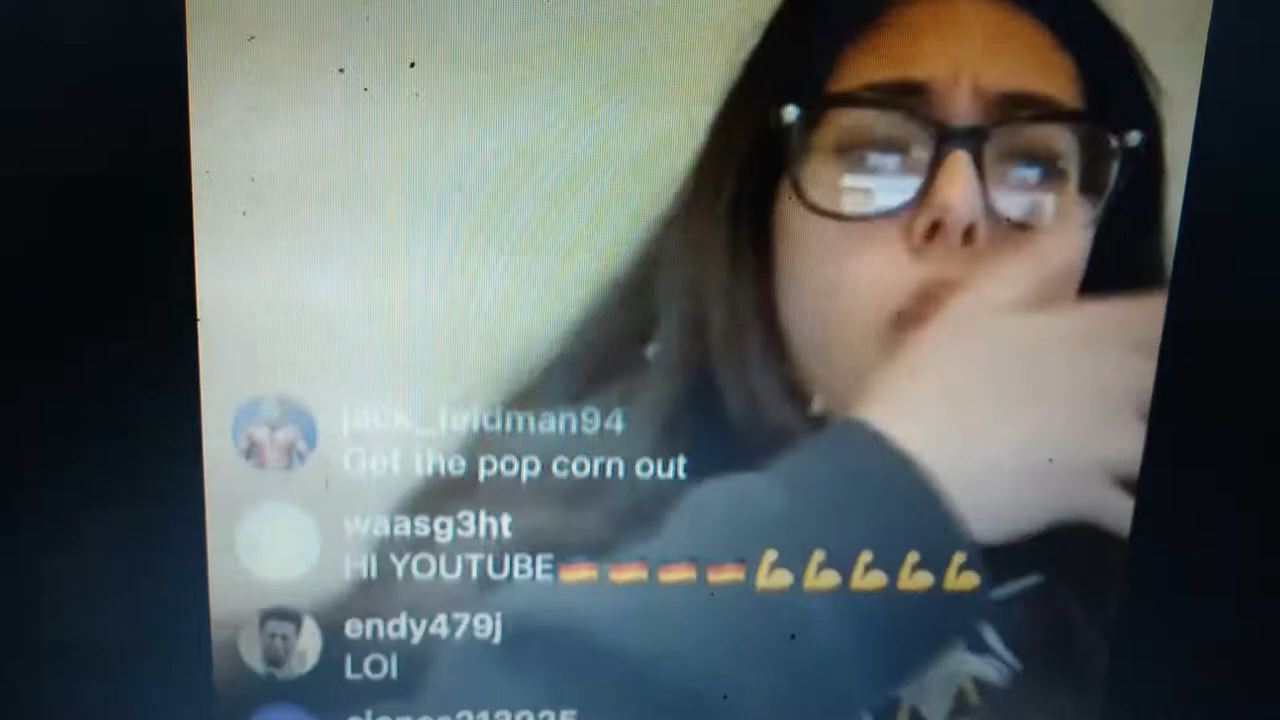 Get the pop corn out
waasg3ht
HI YOUTUBE🇪🇸🇪🇸🇪🇸🇪🇸💪💪💪💪💪
endy479j
LOl